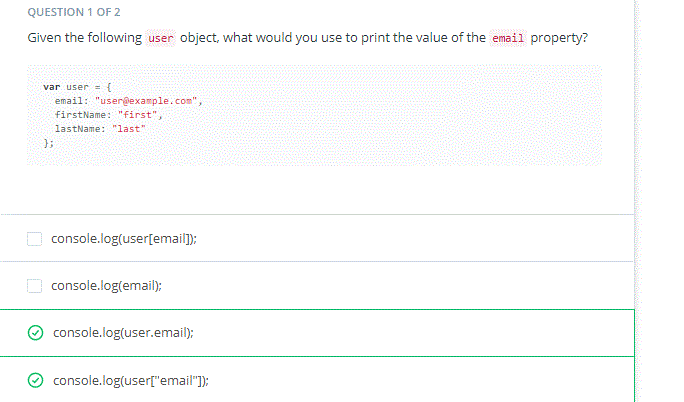 QUESTION 1 OF 2
Given the following user object, what would you use to print the value of the email property?
var user = {
email: "user@example.com",
firstName: "first",
lastName: "last"
};
console.log(user[email]);
console.log(email);
console.log(user.email);
console.log(user["email"]);